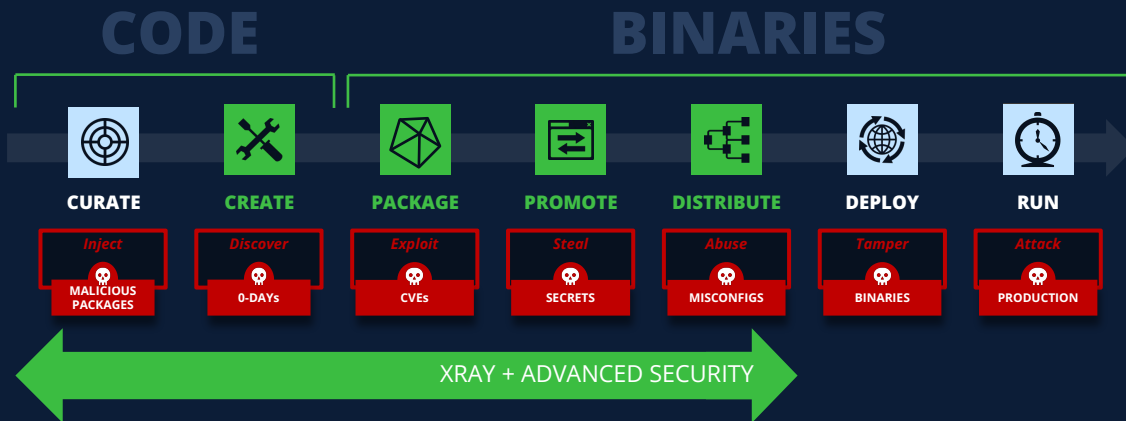 CODE
BINARIES
CURATE
CREATE
PACKAGE
PROMOTE
DISTRIBUTE
DEPLOY
RUN
Inject
Discover
Exploit
Steal
Abuse
Tamper
Attack
MALICIOUS
PACKAGES
0-DAYs
CVEs
SECRETS
MISCONFIGS
BINARIES
PRODUCTION
XRAY + ADVANCED SECURITY